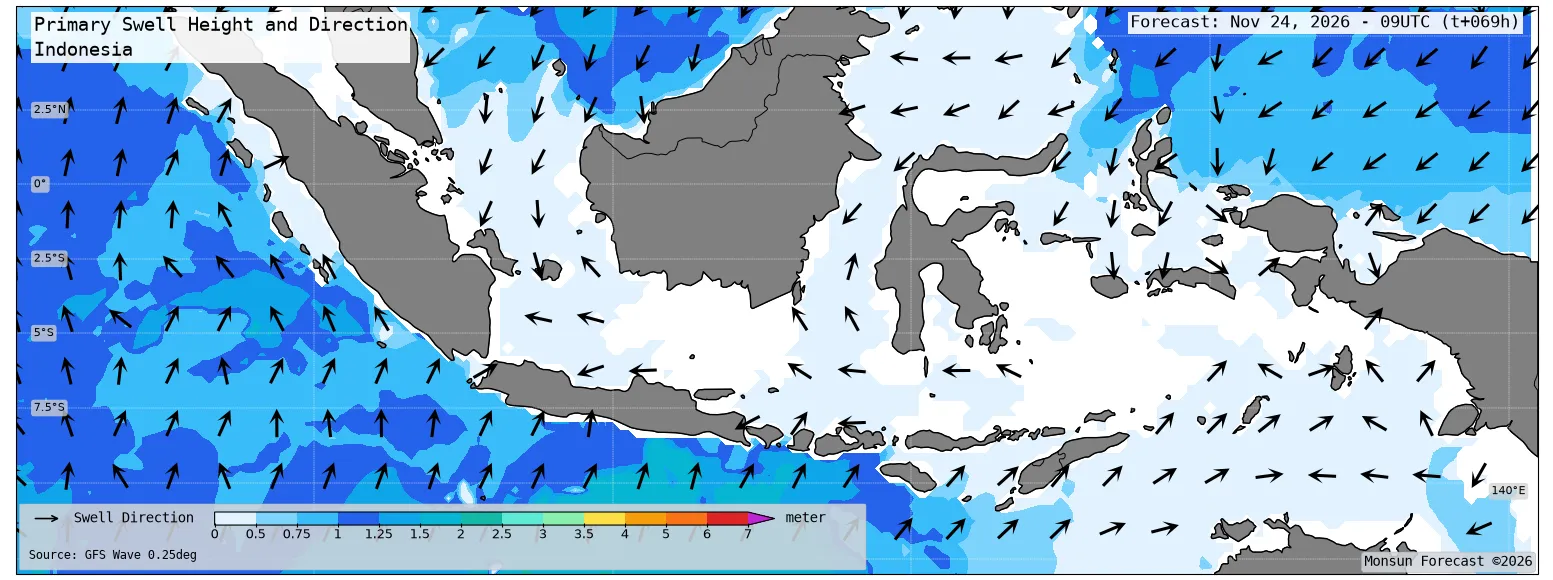 Primary Swell Height and Direction
Indonesia
Forecast: Nov 24, 2026 - 09UTC (t+069h)
2.5°N
0°
2.5°S
5°S
7.5°S
140°E
Swell Direction
0 0.5 0.75 1 1.25 1.5 2 2.5 3 3.5 4 5 6 7
meter
Source: GFS Wave 0.25deg
Monsun Forecast ©2026